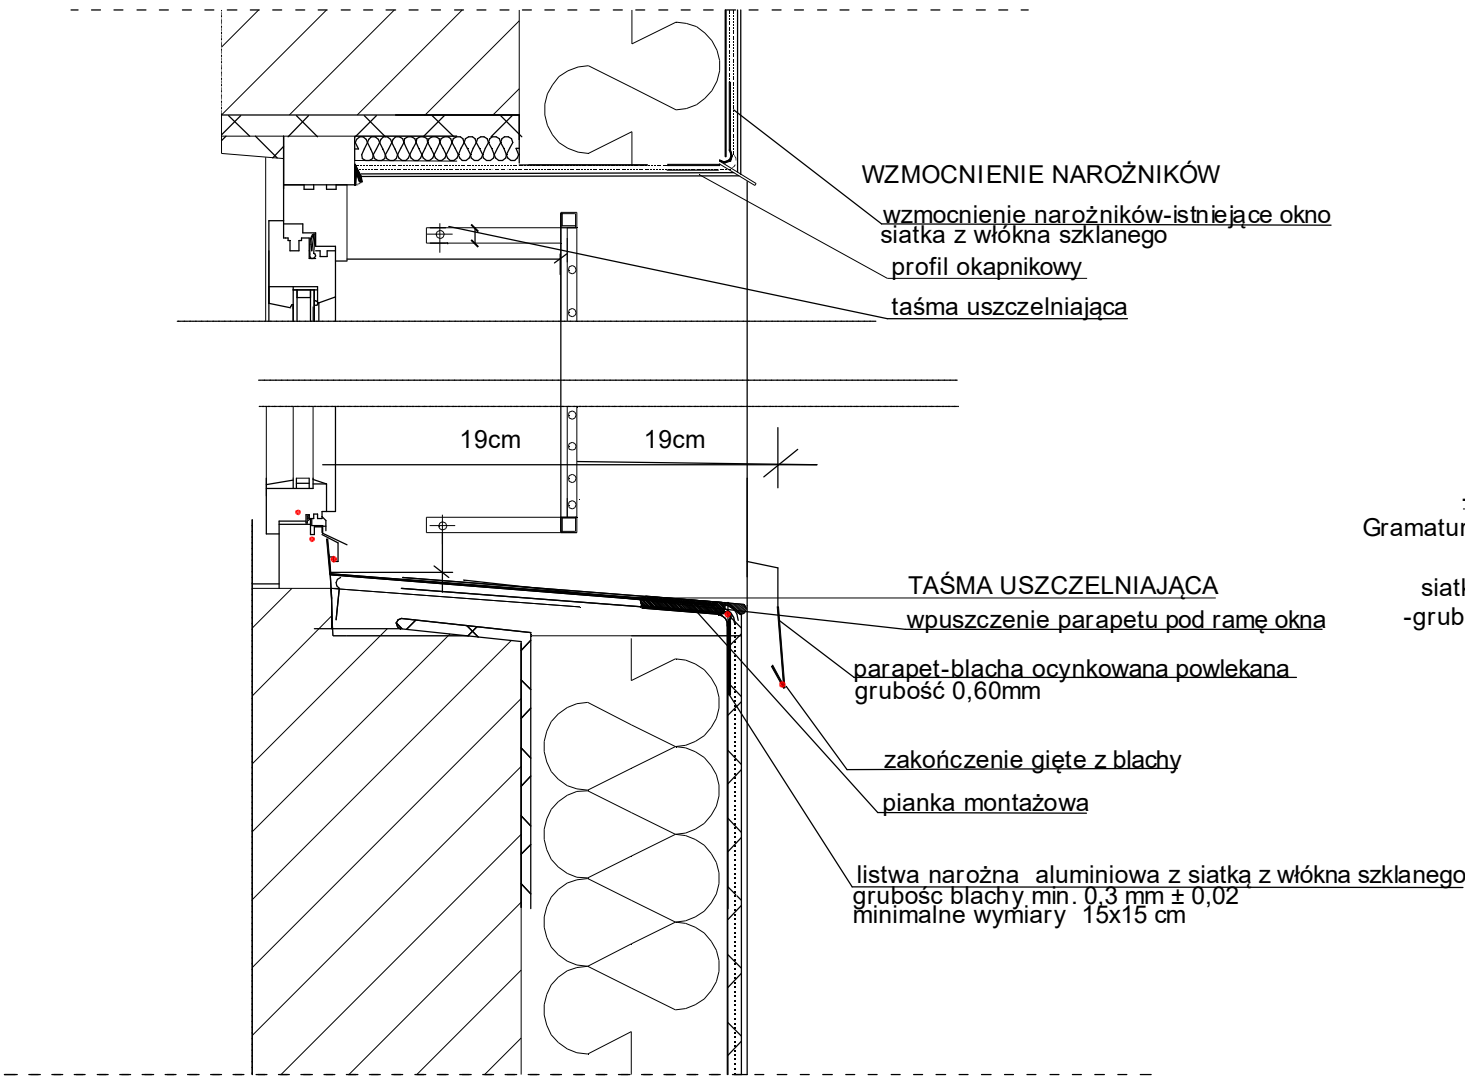 WZMOCNIENIE NAROŻNIKÓW
wzmocnienie narożników-istniejące okno
siatka z włókna szklanego
profil okapnikowy
taśma uszczelniająca
19cm 19cm
Gramatur
TAŚMA USZCZELNIAJĄCA
siatk
wpuszczenie parapetu pod ramę okna
-grub
parapet-blacha ocynkowana powlekana
grubość 0,60mm
zakończenie gięte z blachy
pianka montażowa
listwa narożna aluminiowa z siatką z włókna szklanego
grubośc blachy min. 0,3 mm ± 0,02
minimalne wymiary 15x15 cm